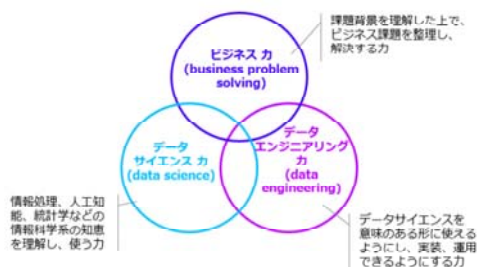 課題背景を理解した上で、
ビジネス課題を整理し、
解決する力
ビジネス 力
(business problem
solving)
データ
サイエンス 力
(data science)
データ
エンジニアリング
力
(data
engineering)
情報処理、人工知
能、統計学などの
情報科学系の知恵
を理解し、使う力
データサイエンスを
意味のある形に使える
ようにし、実装、運用
できるようにする力